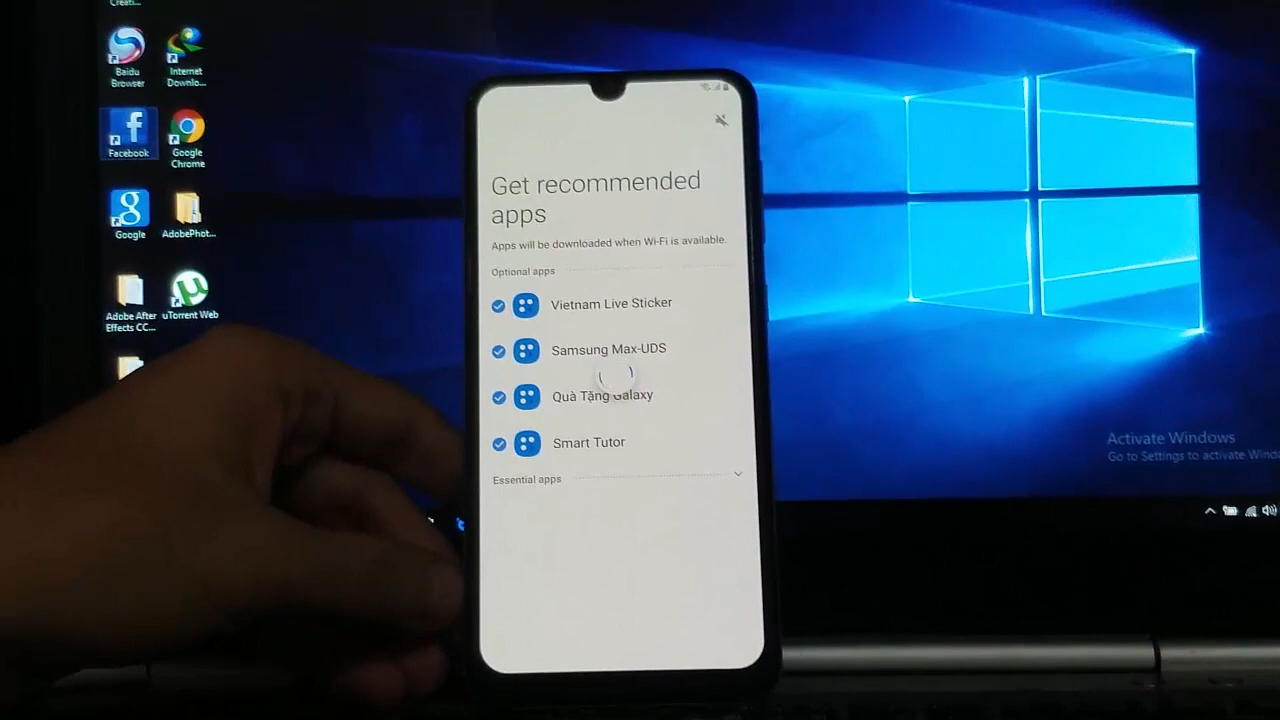 Creati...
Baidu
Browser
Internet
Downlo...
Facebook
Google
Chrome
Google
AdobePhot...
Adobe After
Effects CC...
uTorrent Web
Get recommended
apps
Apps will be downloaded when Wi-Fi is available.
Optional apps
Vietnam Live Sticker
Samsung Max-UDS
Quà Tặng Galaxy
Smart Tutor
Essential apps
Activate Windows
Go to Settings to activate Wind